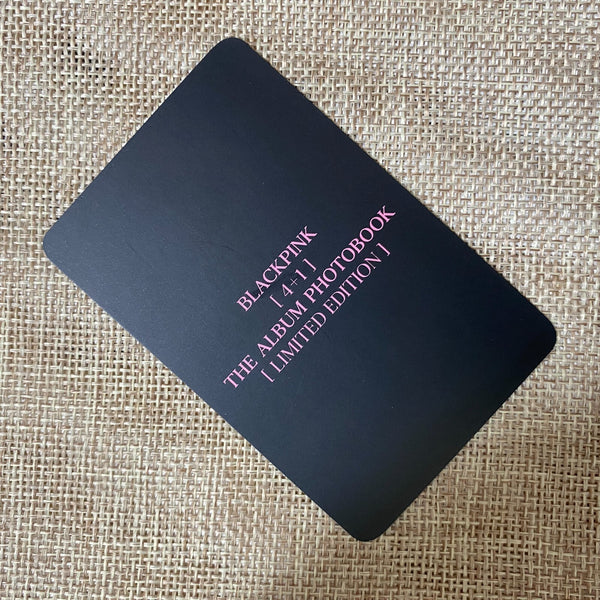 BLACKPINK
[ 4+1 ]
THE ALBUM PHOTOBOOK
[ LIMITED EDITION ]